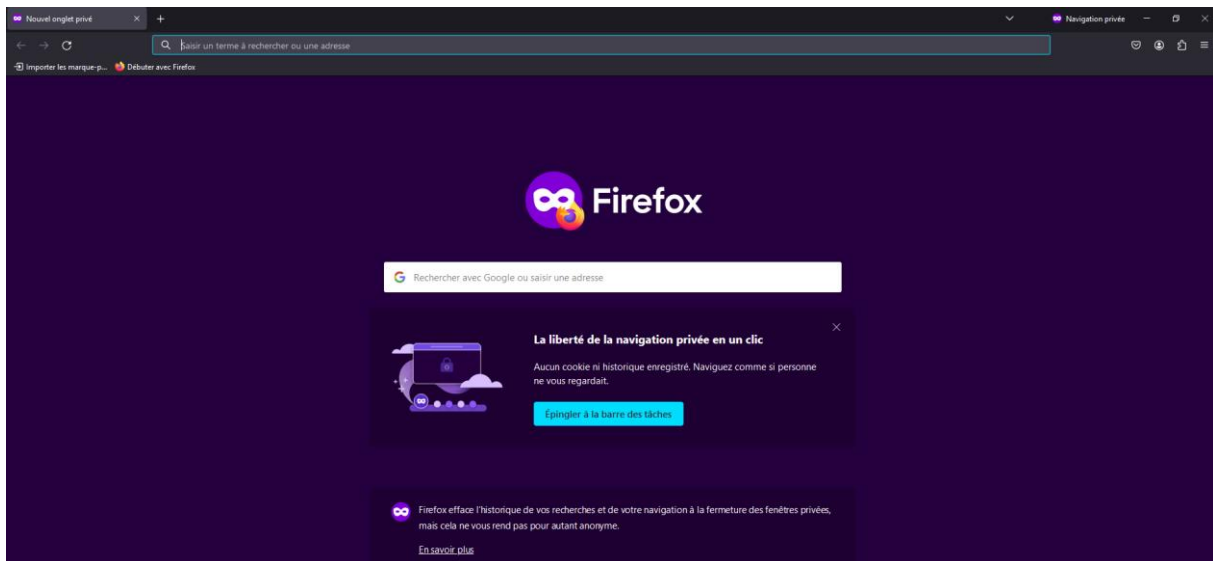 Nouvel onglet privé
Navigation privée
Saisir un terme à rechercher ou une adresse
Importer les marque-p... Débuter avec Firefox
Firefox
Rechercher avec Google ou saisir une adresse
La liberté de la navigation privée en un clic
Aucun cookie ni historique enregistré. Naviguez comme si personne
ne vous regardait.
Épingler à la barre des tâches
Firefox efface l'historique de vos recherches et de votre navigation à la fermeture des fenêtres privées,
mais cela ne vous rend pas pour autant anonyme.
En savoir plus